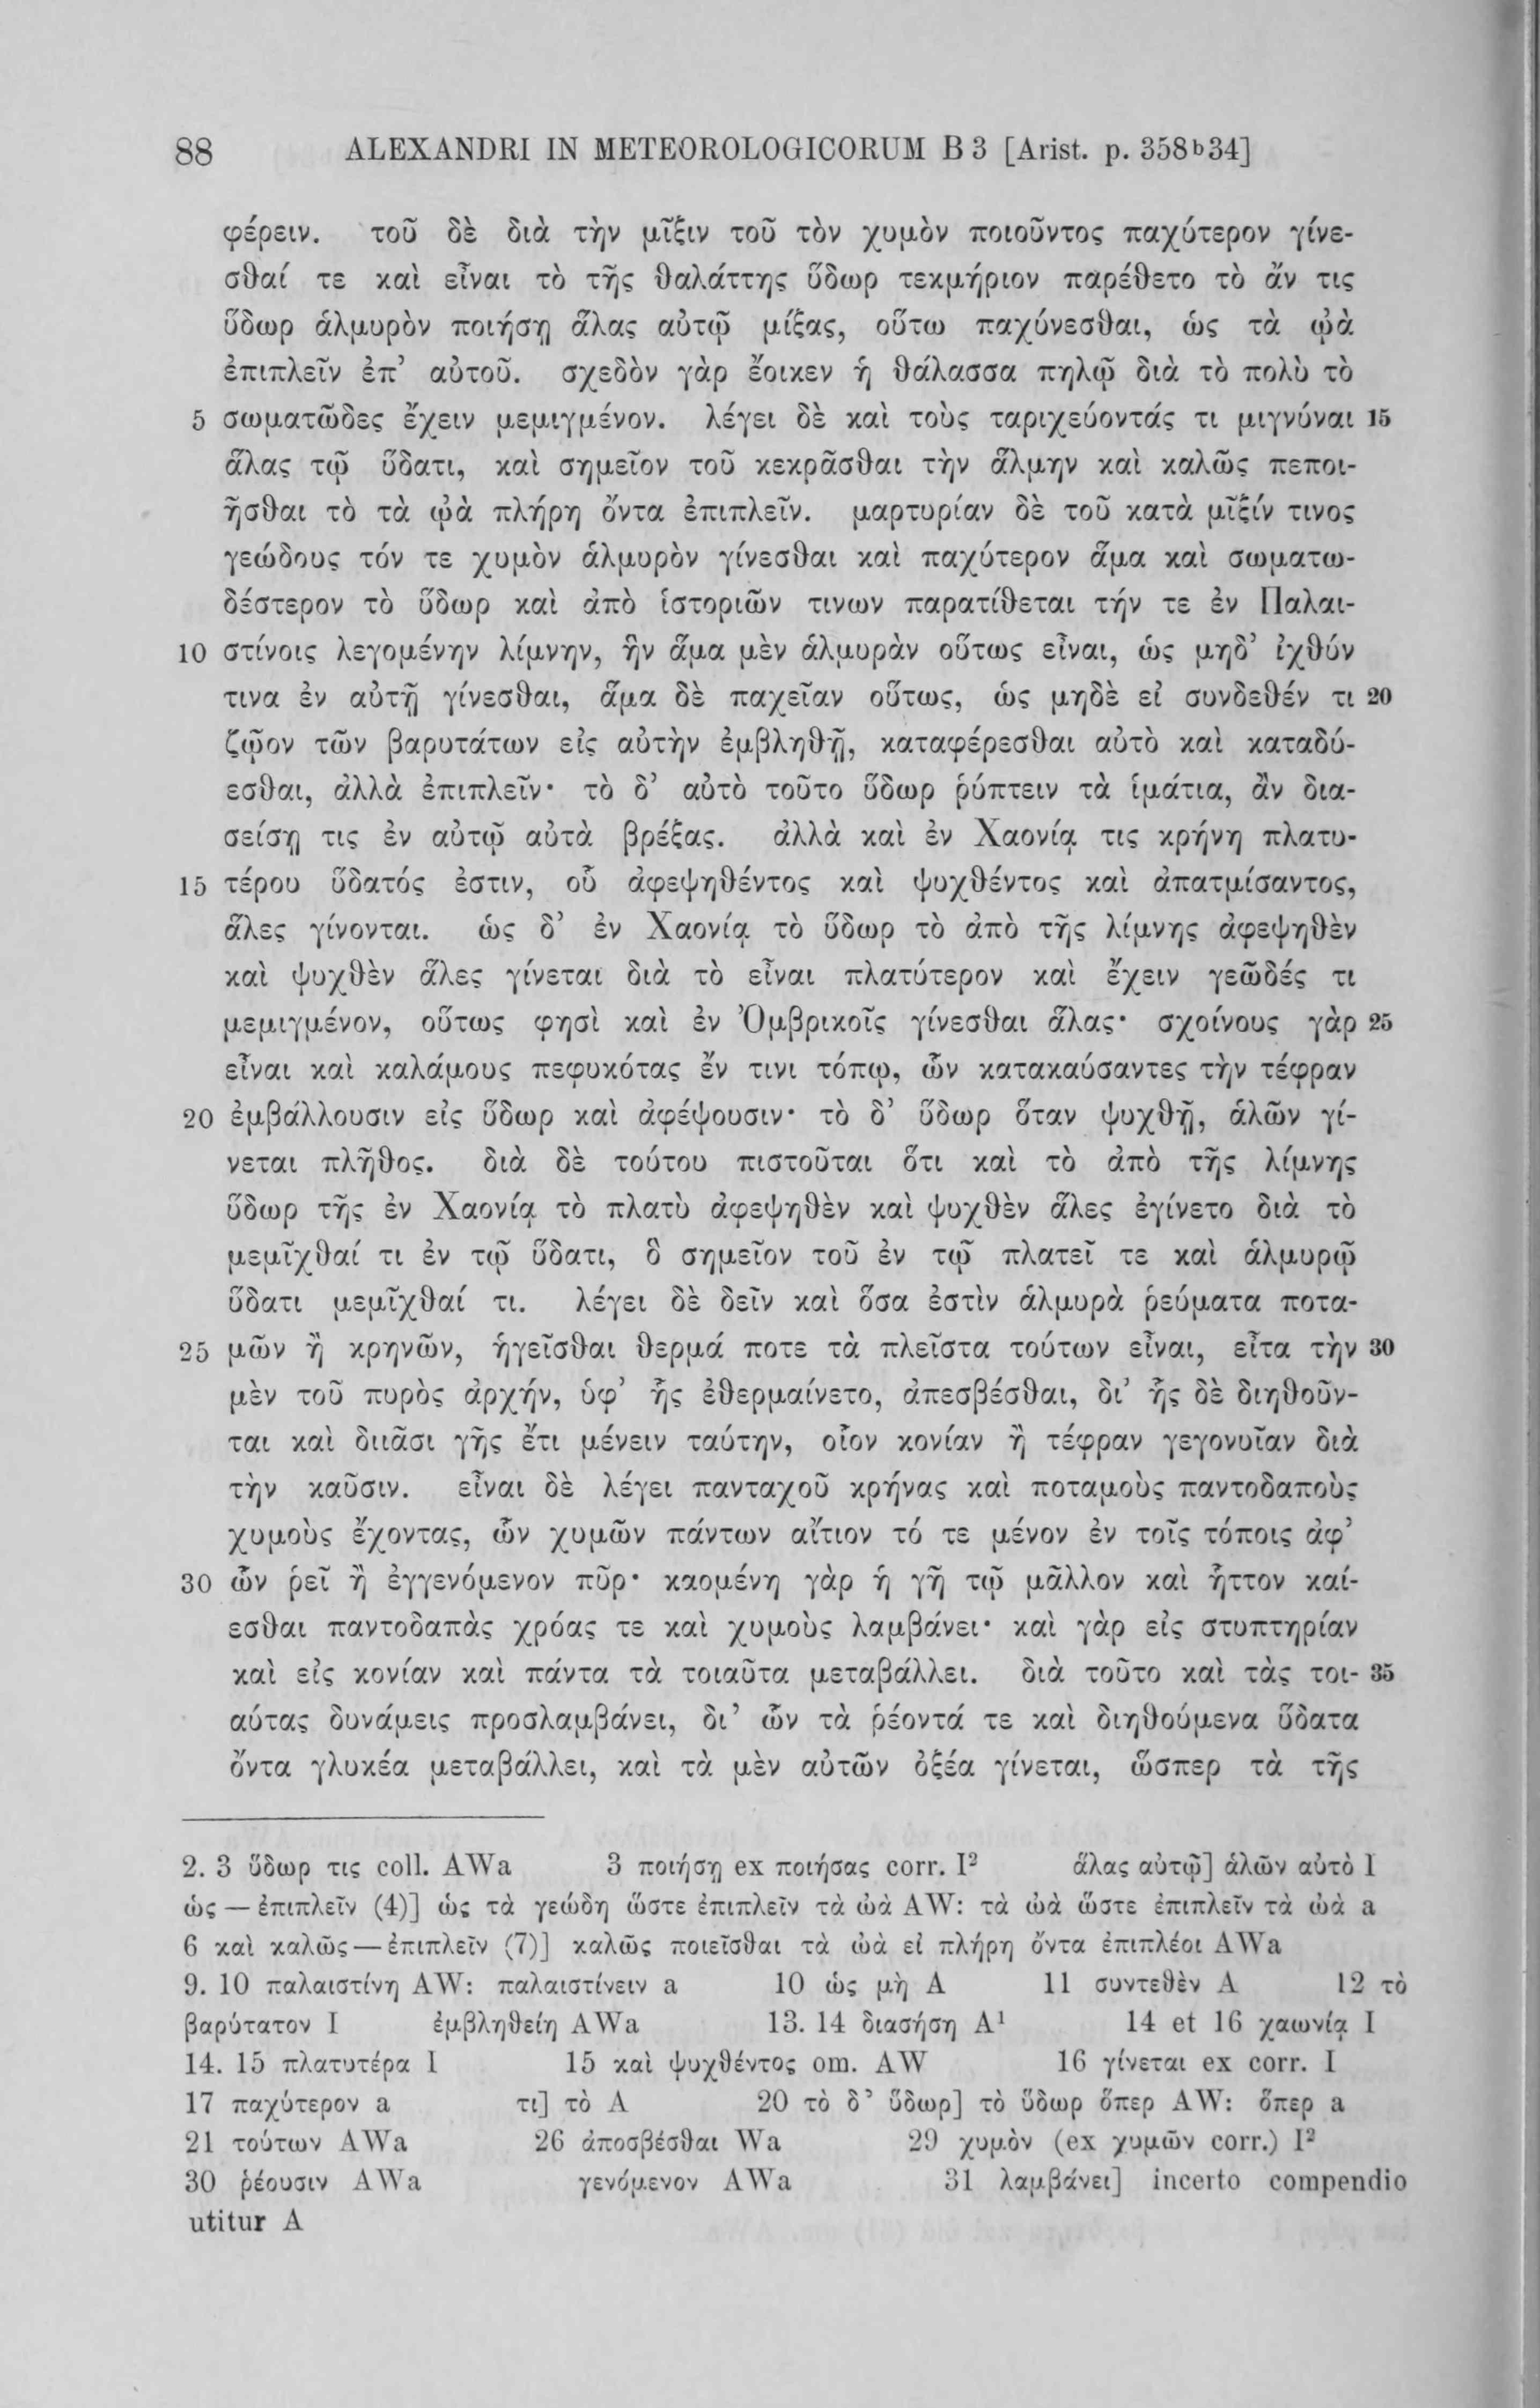 88 ALEXANDRI IN METEOROLOGICORUM B 3 [Arist. p. 358b34]
φέρειν. τοῦ δὲ διὰ τὴν μῖξιν τοῦ τὸν χυμὸν ποιοῦντος παχύτερον γίνε-
σθαί τε καὶ εἶναι τὸ τῆς θαλάττης ὕδωρ τεκμήριον παρέθετο τὸ ἄν τις
ὕδωρ ἁλμυρὸν ποιήσῃ ἅλας αὐτῷ μίξας, οὕτω παχύνεσθαι, ὡς τὰ ᾠὰ
ἐπιπλεῖν ἐπ’ αὐτοῦ. σχεδὸν γὰρ ἔοικεν ἡ θάλασσα πηλῷ διὰ τὸ πολὺ τὸ
5 σωματῶδες ἔχειν μεμιγμένον. λέγει δὲ καὶ τοὺς ταριχεύοντάς τι μιγνύναι 15
ἅλας τῷ ὕδατι, καὶ σημεῖον τοῦ κεκρᾶσθαι τὴν ἅλμην καὶ καλῶς πεποι-
ῆσθαι τὸ τὰ ᾠὰ πλήρη ὄντα ἐπιπλεῖν. μαρτυρίαν δὲ τοῦ κατὰ μῖξίν τινος
γεώδους τόν τε χυμὸν ἁλμυρὸν γίνεσθαι καὶ παχύτερον ἅμα καὶ σωματω-
δέστερον τὸ ὕδωρ καὶ ἀπὸ ἱστοριῶν τινων παρατίθεται τήν τε ἐν Παλαι-
10 στίνοις λεγομένην λίμνην, ἣν ἅμα μὲν ἁλμυρὰν οὕτως εἶναι, ὡς μηδ’ ἰχθύν
τινα ἐν αὐτῇ γίνεσθαι, ἅμα δὲ παχεῖαν οὕτως, ὡς μηδὲ εἰ συνδεθέν τι 20
ζῷον τῶν βαρυτάτων εἰς αὐτὴν ἐμβληθῇ, καταφέρεσθαι αὐτὸ καὶ καταδύ-
εσθαι, ἀλλὰ ἐπιπλεῖν· τὸ δ’ αὐτὸ τοῦτο ὕδωρ ῥύπτειν τὰ ἱμάτια, ἂν δια-
σείσῃ τις ἐν αὐτῷ αὐτὰ βρέξας. ἀλλὰ καὶ ἐν Χαονίᾳ τις κρήνη πλατυ-
15 τέρου ὕδατός ἐστιν, οὗ ἀφεψηθέντος καὶ ψυχθέντος καὶ ἀπατμίσαντος,
ἅλες γίνονται. ὡς δ’ ἐν Χαονίᾳ τὸ ὕδωρ τὸ ἀπὸ τῆς λίμνης ἀφεψηθὲν
καὶ ψυχθὲν ἅλες γίνεται διὰ τὸ εἶναι πλατύτερον καὶ ἔχειν γεῶδές τι
μεμιγμένον, οὕτως φησὶ καὶ ἐν Ὀμβρικοῖς γίνεσθαι ἅλας· σχοίνους γὰρ 25
εἶναι καὶ καλάμους πεφυκότας ἔν τινι τόπῳ, ὧν κατακαύσαντες τὴν τέφραν
20 ἐμβάλλουσιν εἰς ὕδωρ καὶ ἀφέψουσιν· τὸ δ’ ὕδωρ ὅταν ψυχθῇ, ἁλῶν γί-
νεται πλῆθος. διὰ δὲ τούτου πιστοῦται ὅτι καὶ τὸ ἀπὸ τῆς λίμνης
ὕδωρ τῆς ἐν Χαονίᾳ τὸ πλατὺ ἀφεψηθὲν καὶ ψυχθὲν ἅλες ἐγίνετο διὰ τὸ
μεμῖχθαί τι ἐν τῷ ὕδατι, ὃ σημεῖον τοῦ ἐν τῷ πλατεῖ τε καὶ ἁλμυρῷ
ὕδατι μεμῖχθαί τι. λέγει δὲ δεῖν καὶ ὅσα ἐστὶν ἁλμυρὰ ῥεύματα ποτα-
25 μῶν ἢ κρηνῶν, ἡγεῖσθαι θερμά ποτε τὰ πλεῖστα τούτων εἶναι, εἶτα τὴν 30
μὲν τοῦ πυρὸς ἀρχήν, ὑφ’ ἧς ἐθερμαίνετο, ἀπεσβέσθαι, δι’ ἧς δὲ διηθοῦν-
ται καὶ διιᾶσι γῆς ἔτι μένειν ταύτην, οἷον κονίαν ἢ τέφραν γεγονυῖαν διὰ
τὴν καῦσιν. εἶναι δὲ λέγει πανταχοῦ κρήνας καὶ ποταμοὺς παντοδαποὺς
χυμοὺς ἔχοντας, ὧν χυμῶν πάντων αἴτιον τό τε μένον ἐν τοῖς τόποις ἀφ’
30 ὧν ῥεῖ ἢ ἐγγενόμενον πῦρ· καομένη γὰρ ἡ γῆ τῷ μᾶλλον καὶ ἧττον καί-
εσθαι παντοδαπὰς χρόας τε καὶ χυμοὺς λαμβάνει· καὶ γὰρ εἰς στυπτηρίαν
καὶ εἰς κονίαν καὶ πάντα τὰ τοιαῦτα μεταβάλλει. διὰ τοῦτο καὶ τὰς τοι- 35
αύτας δυνάμεις προσλαμβάνει, δι’ ὧν τὰ ῥέοντά τε καὶ διηθούμενα ὕδατα
ὄντα γλυκέα μεταβάλλει, καὶ τὰ μὲν αὐτῶν ὀξέα γίνεται, ὥσπερ τὰ τῆς
2. 3 ὕδωρ τις coll. AWa 3 ποιήσῃ ex ποιήσας corr. I² ἅλας αὐτῷ] ἁλῶν αὐτὸ I
ὡς — ἐπιπλεῖν (4)] ὡς τὰ γεώδη ὥστε ἐπιπλεῖν τὰ ὠὰ AW: τὰ ὠὰ ὥστε ἐπιπλεῖν τὰ ὠὰ a
6 καὶ καλῶς — ἐπιπλεῖν (7)] καλῶς ποιεῖσθαι τὰ ὠὰ εἰ πλήρη ὄντα ἐπιπλέοι AWa
9. 10 παλαιστίνη AW: παλαιστίνειν a 10 ὡς μὴ A 11 συντεθὲν A 12 τὸ
βαρύτατον I ἐμβληθείη AWa 13. 14 διασήση A¹ 14 et 16 χαωνίᾳ I
14. 15 πλατυτέρα I 15 καὶ ψυχθέντος om. AW 16 γίνεται ex corr. I
17 παχύτερον a τι] τὸ A 20 τὸ δ’ ὕδωρ] τὸ ὕδωρ ὅπερ AW: ὅπερ a
21 τούτων AWa 26 ἀποσβέσθαι Wa 29 χυμὸν (ex χυμῶν corr.) I²
30 ῥέουσιν AWa γενόμενον AWa 31 λαμβάνει] incerto compendio
utitur A